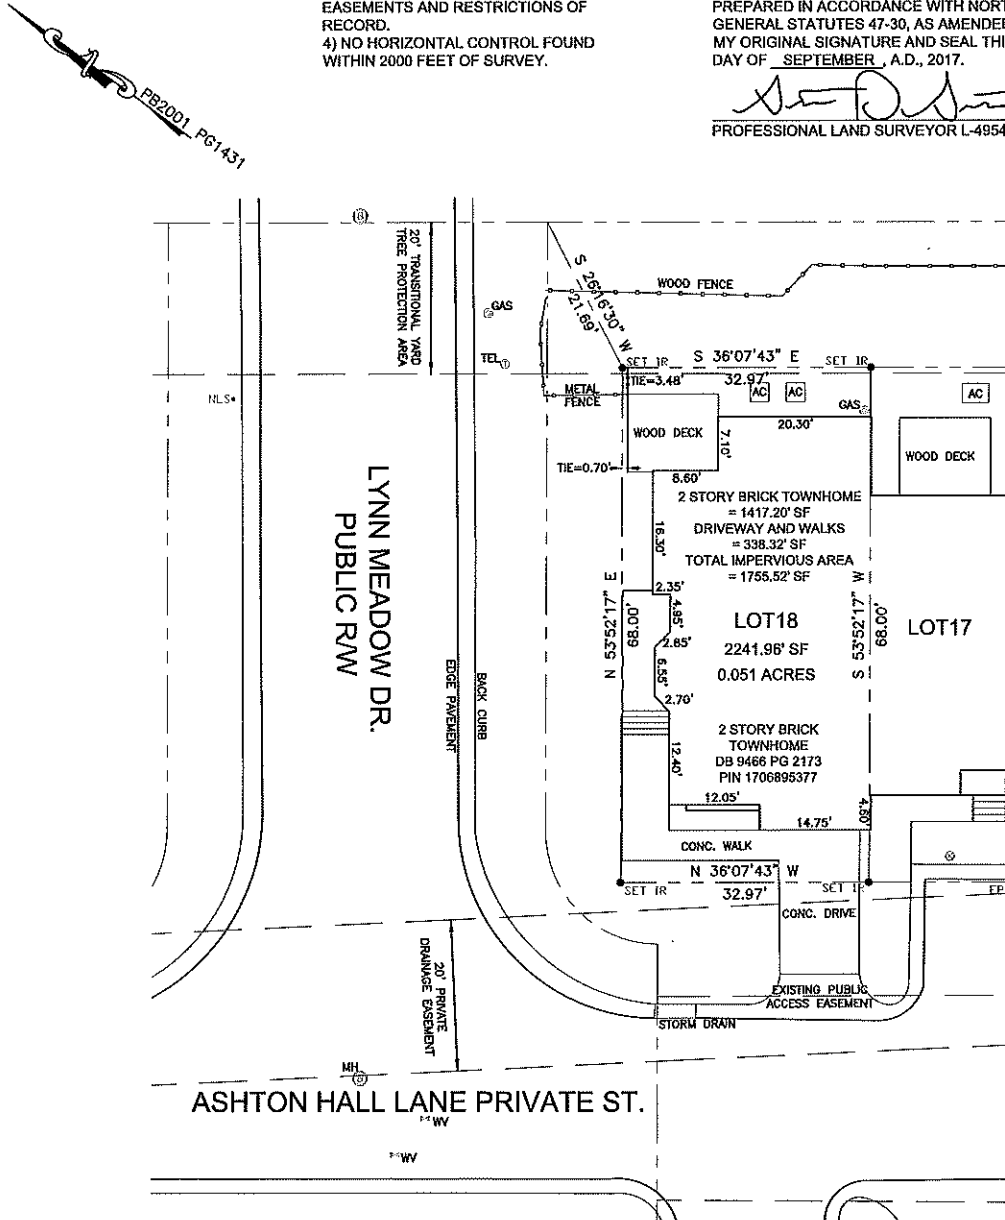 EASEMENTS AND RESTRICTIONS OF
RECORD.
4) NO HORIZONTAL CONTROL FOUND
WITHIN 2000 FEET OF SURVEY.
PREPARED IN ACCORDANCE WITH NORT
GENERAL STATUTES 47-30, AS AMENDE
MY ORIGINAL SIGNATURE AND SEAL THI
DAY OF SEPTEMBER , A.D., 2017.
PROFESSIONAL LAND SURVEYOR L-4954
PB2001 PG1431
20' TRANSITIONAL YARD
TREE PROTECTION AREA
GAS
TEL
NLS
S 26°16'30" W
21.69'
WOOD FENCE
SET IR
S 36°07'43" E
SET IR
TIE=3.48'
32.97'
AC
AC
AC
METAL
FENCE
GAS
20.30'
WOOD DECK
7.10'
WOOD DECK
TIE=0.70'
8.60'
2 STORY BRICK TOWNHOME
= 1417.20' SF
DRIVEWAY AND WALKS
= 338.32' SF
TOTAL IMPERVIOUS AREA
= 1755.52' SF
16.30'
2.35'
4.95'
2.65'
6.55'
2.70'
12.40'
N 53°52'17" E
68.00'
LOT18
2241.96' SF
0.051 ACRES
S 53°52'17" W
68.00'
LOT17
LYNN MEADOW DR.
PUBLIC R/W
EDGE PAVEMENT
BACK CURB
2 STORY BRICK
TOWNHOME
DB 9466 PG 2173
PIN 1706895377
12.05'
14.75'
4.60'
CONC. WALK
N 36°07'43" W
SET IR
32.97'
SET IR
EP
CONC. DRIVE
20' PRIVATE
DRAINAGE EASEMENT
EXISTING PUBLIC
ACCESS EASEMENT
STORM DRAIN
MH
ASHTON HALL LANE PRIVATE ST.
WV
WV